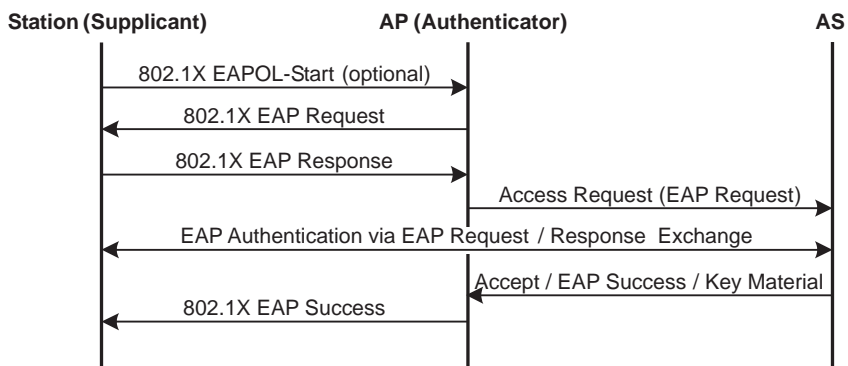 Station (Supplicant) AP (Authenticator) AS
802.1X EAPOL-Start (optional)
802.1X EAP Request
802.1X EAP Response
Access Request (EAP Request)
EAP Authentication via EAP Request / Response Exchange
Accept / EAP Success / Key Material
802.1X EAP Success